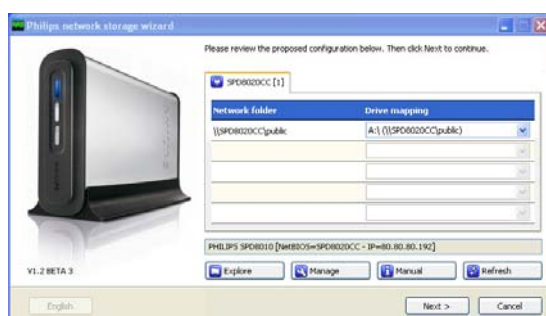 Philips network storage wizard
Please review the proposed configuration below. Then click Next to continue.
SPD8020CC [1]
Network folder Drive mapping
\\SPD8020CC\public A:\ (\\SPD8020CC\public)
PHILIPS SPD8010 [NetBIOS=SPD8020CC - IP=80.80.80.192]
V1.2 BETA 3
Explore Manage Manual Refresh
English Next > Cancel